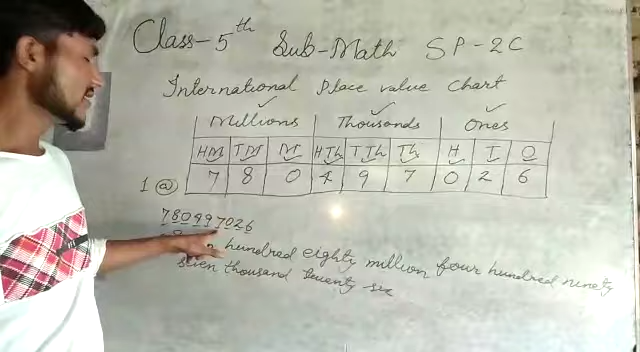 Class-5th Sub-Math SP-2C
International Place value Chart
Millions Thousands Ones
HM TM M HTh TTh Th H T O
1 @ 7 8 0 4 9 7 0 2 6
780497026
hundred eighty million four hundred ninety
seven thousand twenty six